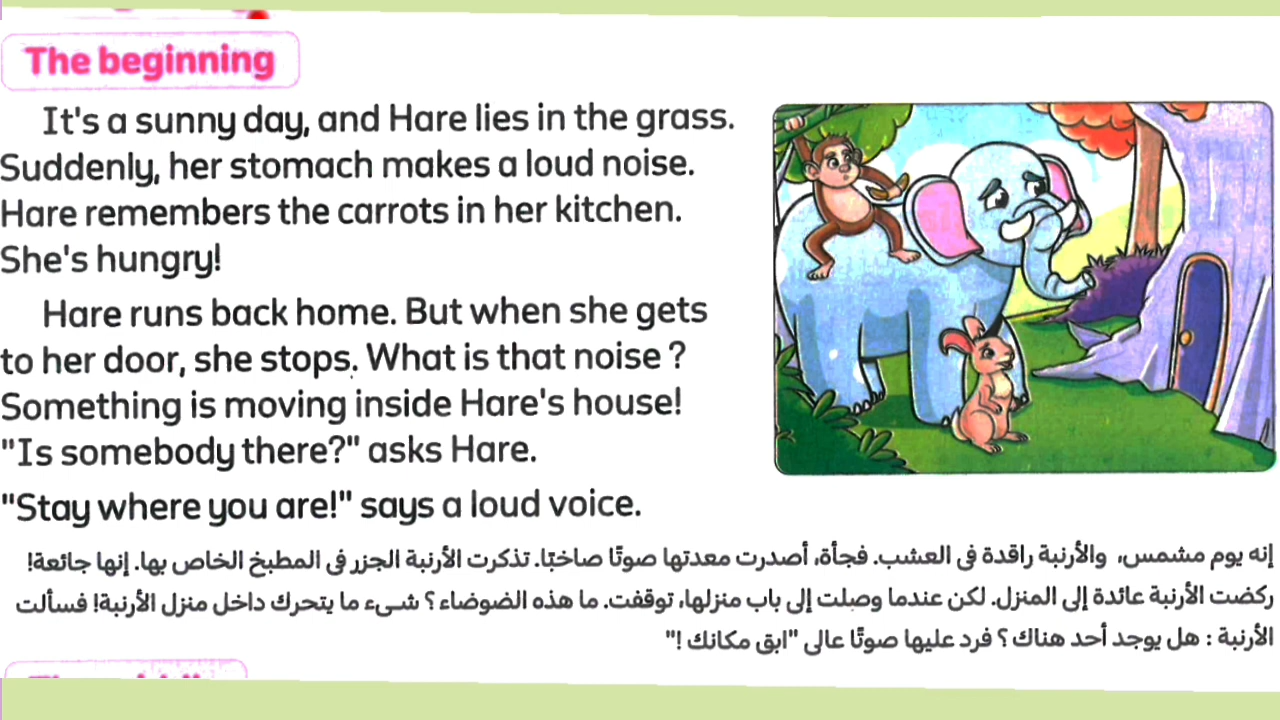 The beginning
It's a sunny day, and Hare lies in the grass.
Suddenly, her stomach makes a loud noise.
Hare remembers the carrots in her kitchen.
She's hungry!
Hare runs back home. But when she gets
to her door, she stops. What is that noise ?
Something is moving inside Hare's house!
"Is somebody there?" asks Hare.
"Stay where you are!" says a loud voice.
إنه يوم مشمس، والأرنبة راقدة فى العشب. فجأة، أصدرت معدتها صوتًا صاخبًا. تذكرت الأرنبة الجزر فى المطبخ الخاص بها. إنها جائعة!
ركضت الأرنبة عائدة إلى المنزل. لكن عندما وصلت إلى باب منزلها، توقفت. ما هذه الضوضاء؟ شىء ما يتحرك داخل منزل الأرنبة! فسألت
الأرنبة : هل يوجد أحد هناك؟ فرد عليها صوتًا عالى "ابق مكانك !"